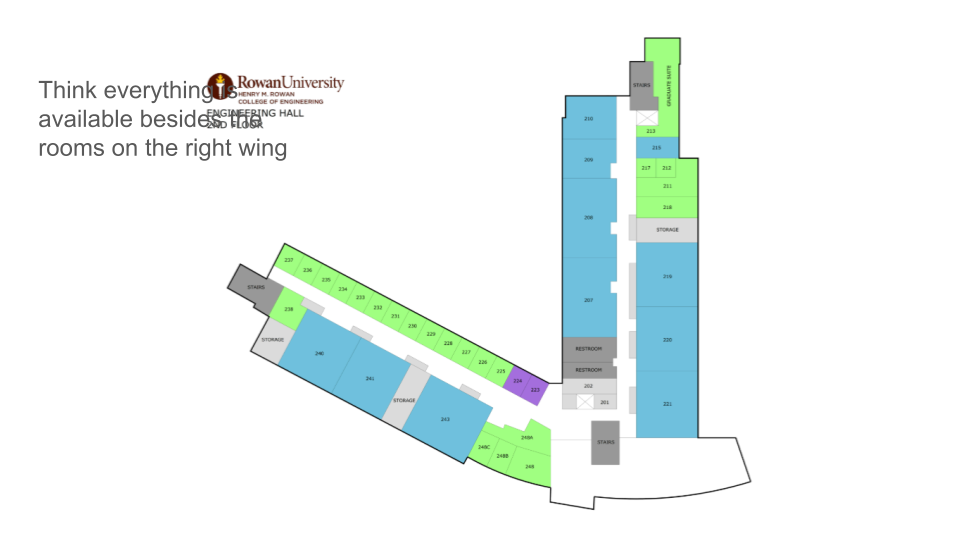 Think everything is
available besides the
rooms on the right wing
RowanUniversity
HENRY M. ROWAN
COLLEGE OF ENGINEERING
ENGINEERING HALL
2ND FLOOR
STAIRS
GRADUATE SUITE
213
210
215
209
217
212
211
218
208
STORAGE
219
207
220
RESTROOM
RESTROOM
202
201
221
STAIRS
237
236
235
234
233
232
231
230
229
228
227
226
225
224
223
STAIRS
238
STORAGE
240
241
STORAGE
243
248A
248C
248B
248